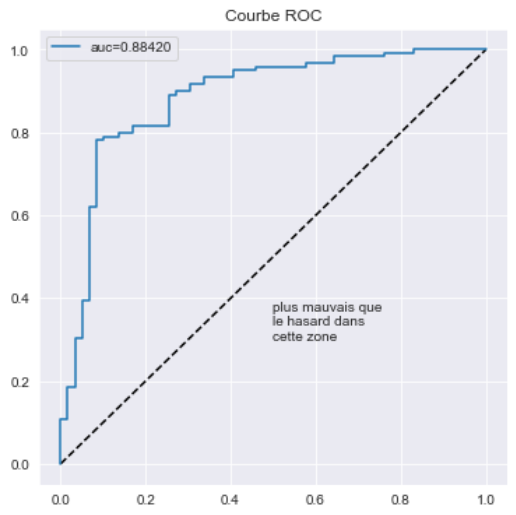 Courbe ROC
auc=0.88420
1.0
0.8
0.6
0.4
0.2
0.0
plus mauvais que
le hasard dans
cette zone
0.0 0.2 0.4 0.6 0.8 1.0